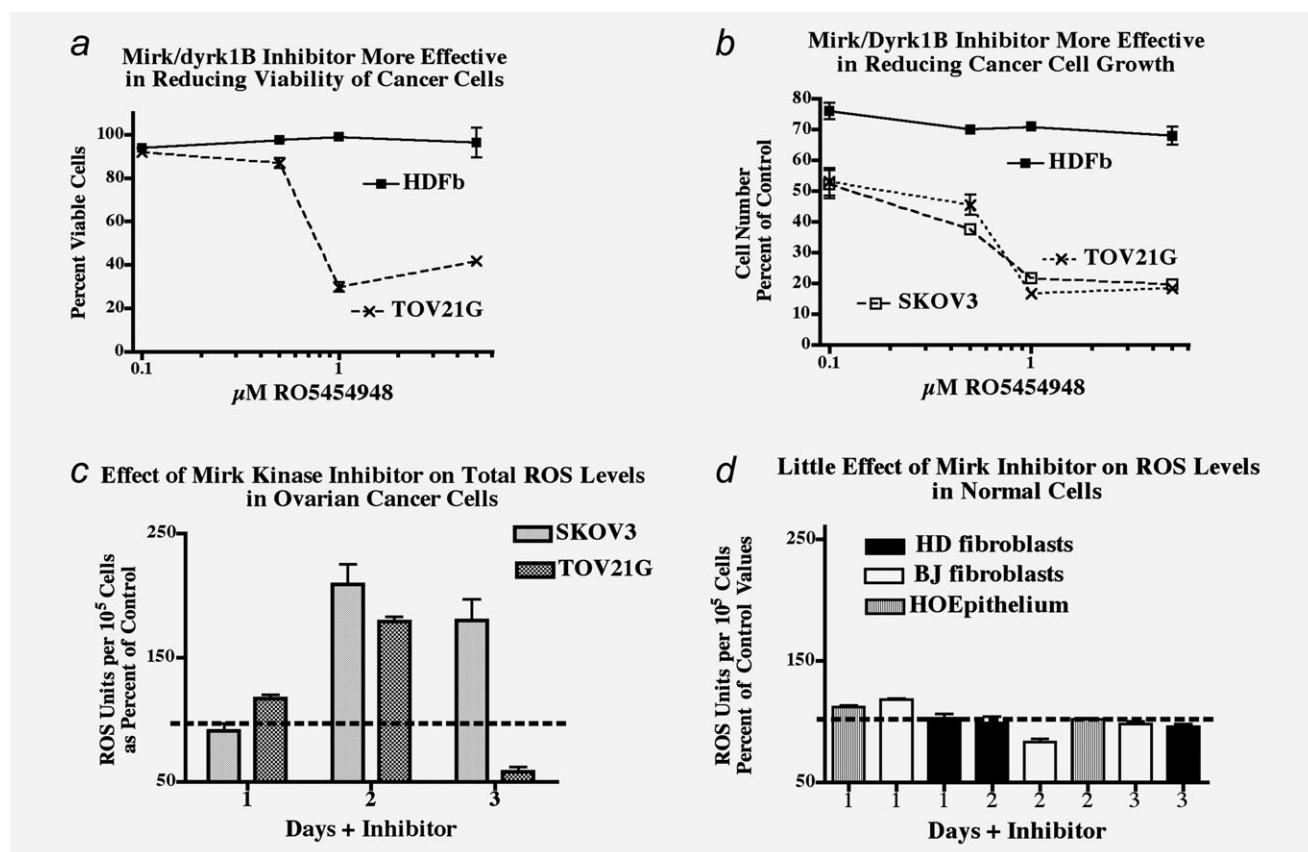 a
Mirk/dyrk1B Inhibitor More Effective
in Reducing Viability of Cancer Cells
Percent Viable Cells
100
80
60
40
20
0
HDFb
TOV21G
0.1
1
µM RO5454948
b
Mirk/Dyrk1B Inhibitor More Effective
in Reducing Cancer Cell Growth
Cell Number
Percent of Control
80
70
60
50
40
30
20
10
0
HDFb
TOV21G
SKOV3
0.1
1
µM RO5454948
c
Effect of Mirk Kinase Inhibitor on Total ROS Levels
in Ovarian Cancer Cells
ROS Units per 10⁵ Cells
as Percent of Control
250
150
50
SKOV3
TOV21G
1
2
3
Days + Inhibitor
d
Little Effect of Mirk Inhibitor on ROS Levels
in Normal Cells
ROS Units per 10⁵ Cells
Percent of Control Values
250
150
50
HD fibroblasts
BJ fibroblasts
HOEpithelium
1 1 1 2 2 2 3 3
Days + Inhibitor